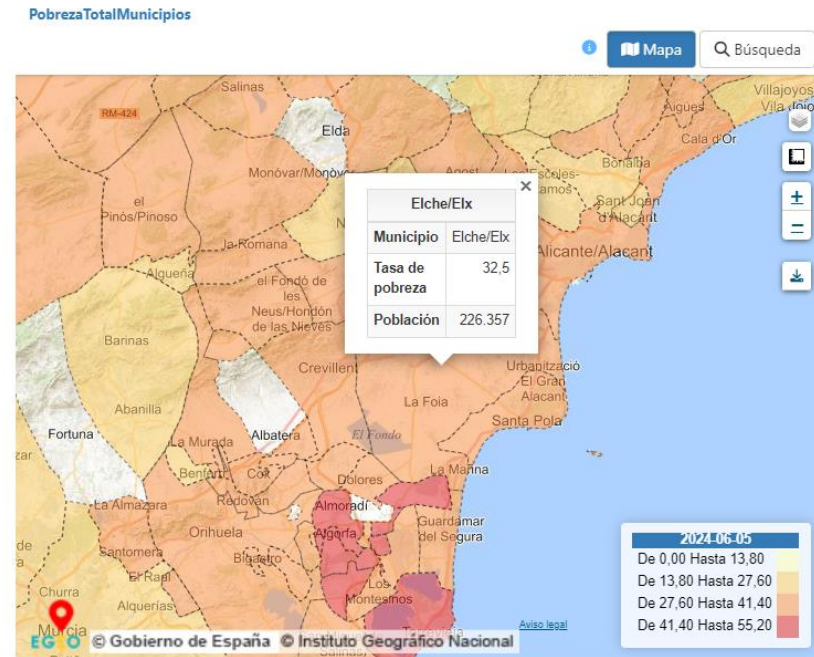 PobrezaTotalMunicipios
Mapa
Búsqueda
Salinas
Villajoyos
Vila Joio
RM-424
Aigües
Elda
Cala d'Or
Monóvar/Monòve
Agost
Bonalba
el
Pinós/Pinoso
Elche/Elx
Sant Joan
d'Alacant
Municipio Elche/Elx
la Romana
Alicante/Alacant
Tasa de
pobreza
32,5
Algueña
el Fondó de
les
Neus/Hondón
de las Nieves
Población 226.357
Barinas
Crevillent
Urbanització
El Gran
Alacant
Abanilla
La Foia
Santa Pola
Fortuna
La Murada
Albatera
El Fondo
La Marina
Cox
Dolores
La Almazara
Redován
Almoradí
Guardamar
del Segura
Orihuela
Algorfa
Santomera
Bigastro
El Raal
Los
Montesinos
Churra
Alquerías
Murcia
2024-06-05
De 0,00 Hasta 13,80
De 13,80 Hasta 27,60
De 27,60 Hasta 41,40
De 41,40 Hasta 55,20
Aviso legal
© Gobierno de España © Instituto Geográfico Nacional